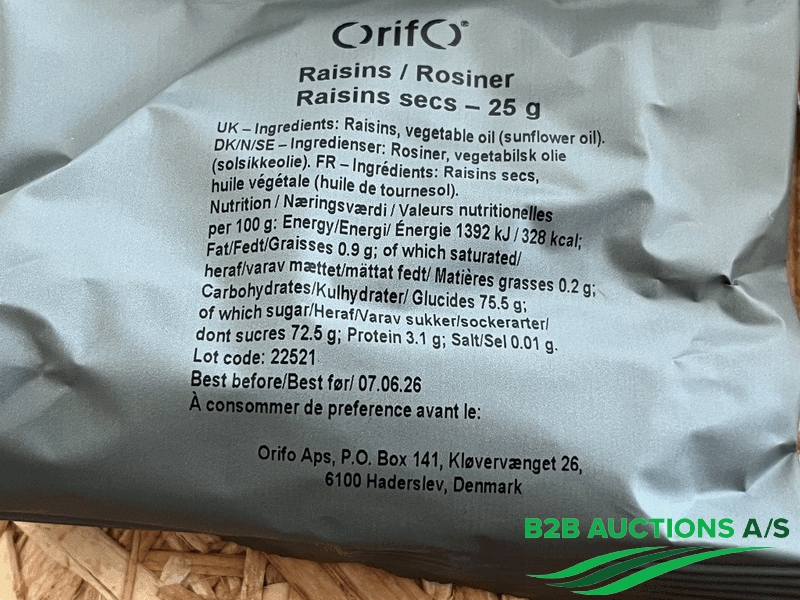 OrifO®
Raisins / Rosiner
Raisins secs – 25 g
UK – Ingredients: Raisins, vegetable oil (sunflower oil).
DK/N/SE – Ingredienser: Rosiner, vegetabilsk olie
(solsikkeolie). FR – Ingrédients: Raisins secs,
huile végétale (huile de tournesol).
Nutrition / Næringsværdi / Valeurs nutritionelles
per 100 g: Energy/Energi/ Énergie 1392 kJ / 328 kcal;
Fat/Fedt/Graisses 0.9 g; of which saturated/
heraf/varav mættet/mättat fedt/ Matières grasses 0.2 g;
Carbohydrates/Kulhydrater/ Glucides 75.5 g;
of which sugar/Heraf/Varav sukker/sockerarter/
dont sucres 72.5 g; Protein 3.1 g; Salt/Sel 0.01 g.
Lot code: 22521
Best before/Best før/ 07.06.26
À consommer de preference avant le:
Orifo Aps, P.O. Box 141, Kløvervænget 26,
6100 Haderslev, Denmark
B2B AUCTIONS A/S